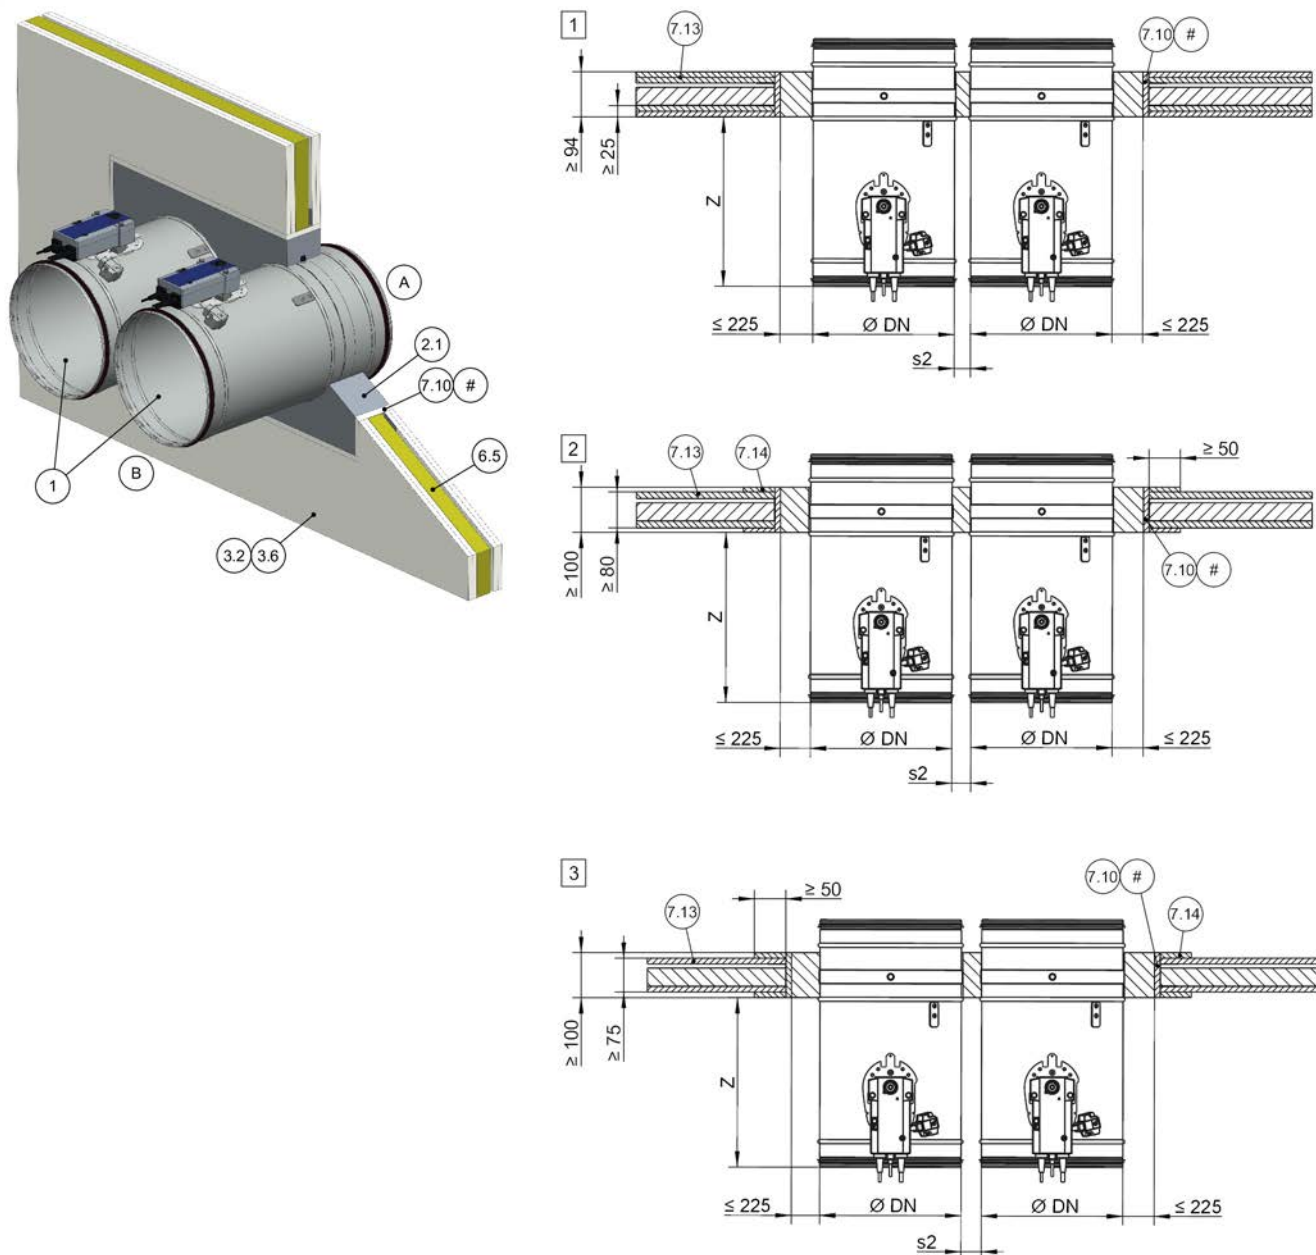 A
2.1
7.10 #
6.5
1
B
3.2 3.6
1
7.13
7.10 #
≥ 94
≥ 25
Z
≤ 225
Ø DN
Ø DN
≤ 225
s2
2
7.13
7.14
≥ 50
7.10 #
≥ 100
≥ 80
Z
≤ 225
Ø DN
Ø DN
≤ 225
s2
3
7.13
≥ 50
7.10 #
7.14
≥ 100
≥ 75
Z
≤ 225
Ø DN
Ø DN
≤ 225
s2